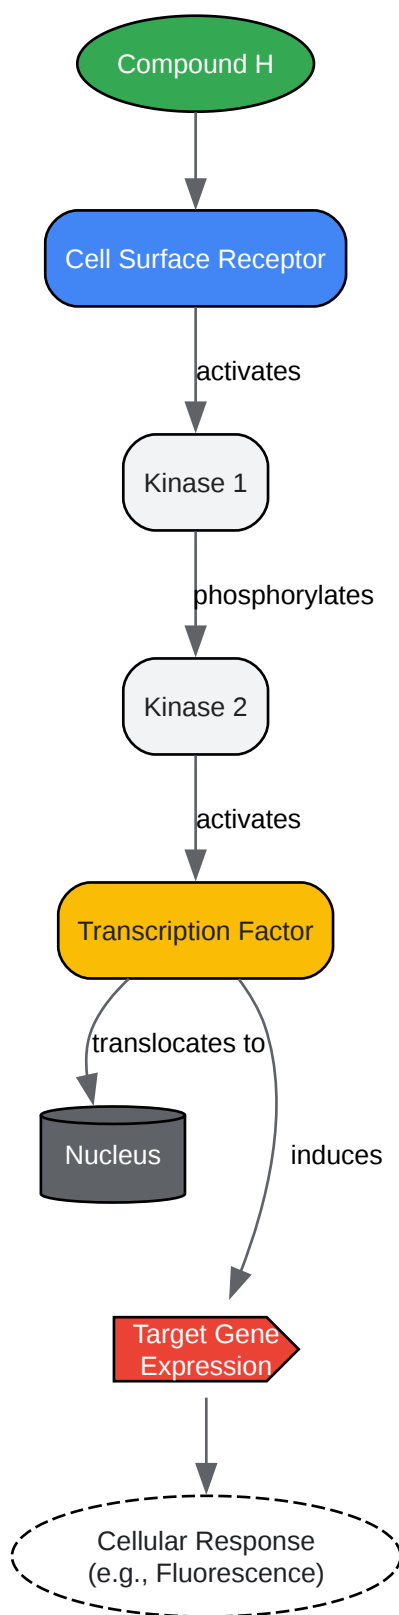 Compound H
Cell Surface Receptor
activates
Kinase 1
phosphorylates
Kinase 2
activates
Transcription Factor
translocates to
Nucleus
induces
Target Gene
Expression
Cellular Response
(e.g., Fluorescence)